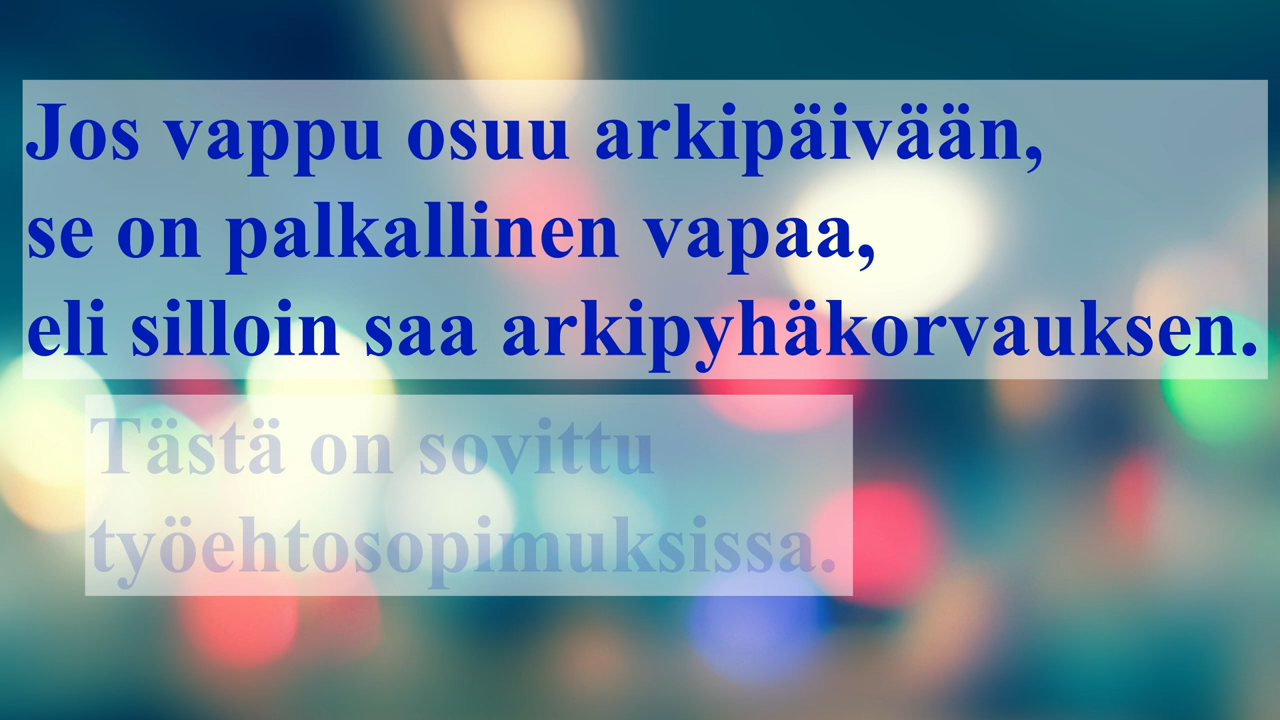 Jos vappu osuu arkipäivään,
se on palkallinen vapaa,
eli silloin saa arkipyhäkorvauksen.
Tästä on sovittu
työehtosopimuksissa.